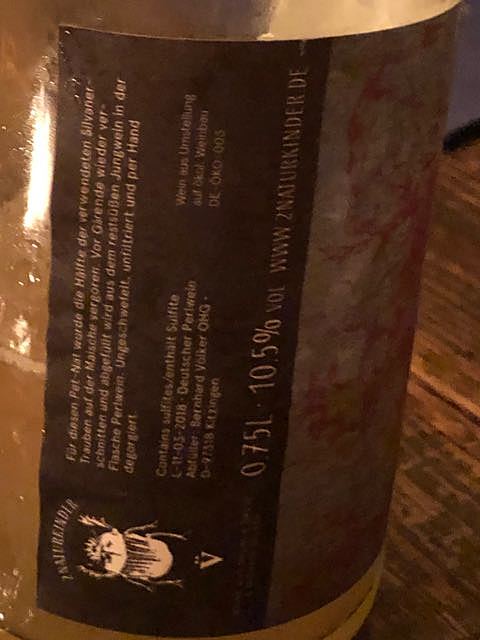 2NATURKINDER
V̈
Für diesen Pet-Nat wurde die Hälfte der verwendeten Silvaner-
Trauben auf der Maische vergoren. Vor Gärende wieder ver-
schnitten und abgefüllt wird aus dem restsüßen Jungwein in der
Flasche Perlwein. Ungeschwefelt, unfiltriert und per Hand
degorgiert.
Contains sulfites/enthält Sulfite
L-11-03-2018 · Deutscher Perlwein
Abfüller: Bernhard Völker ObG ·
D-97318 Kitzingen
Wein aus Umstellung
auf ökol. Weinbau
DE-ÖKO-003
0.75L · 10.5% VOL WWW.2NATURKINDER.DE